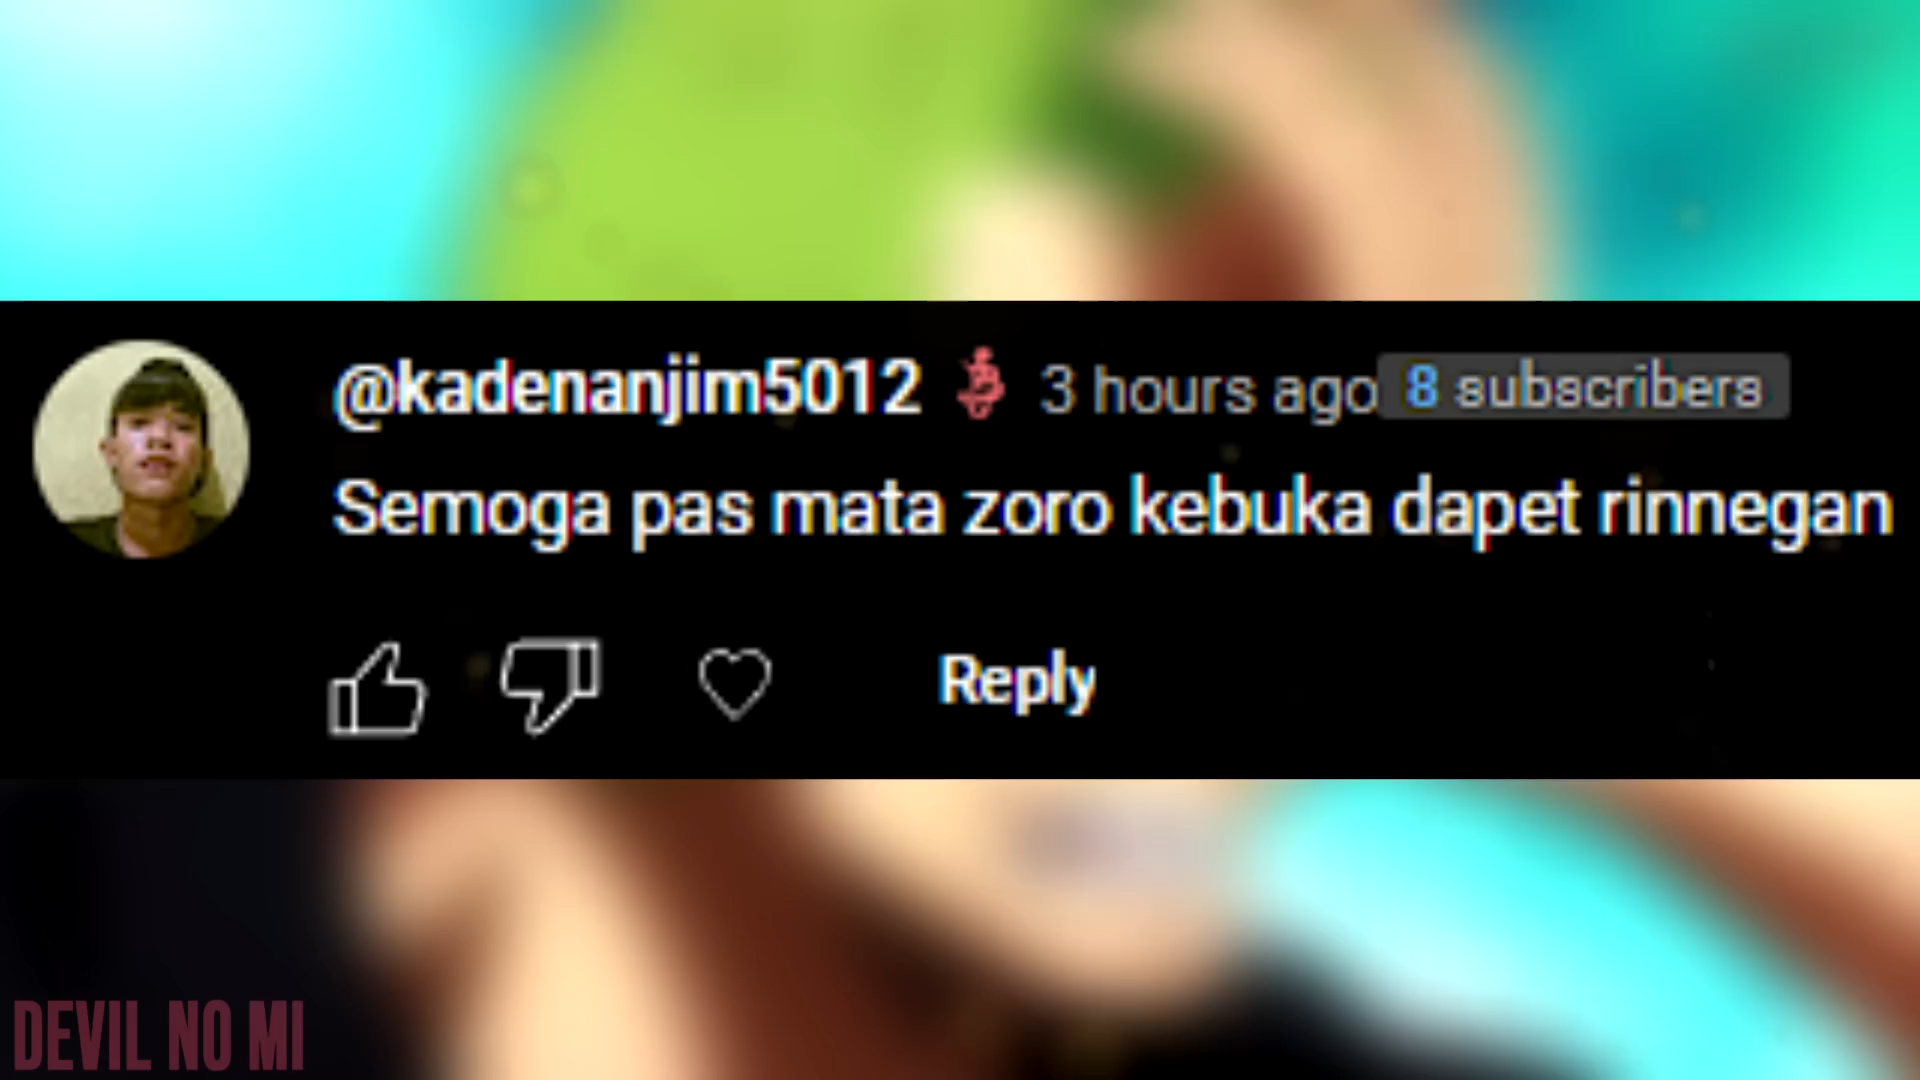 @kadenanjim5012 3 hours ago 8 subscribers
Semoga pas mata zoro kebuka dapet rinnegan
Reply
DEVIL NO MI